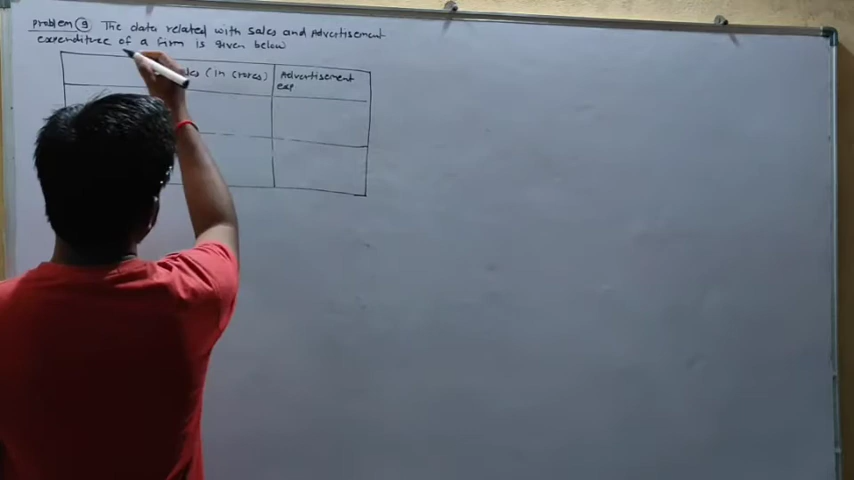 problem 9 The data related with sales and Advertisement
expenditure of a firm is given below
(in crores) Advertisement
exp